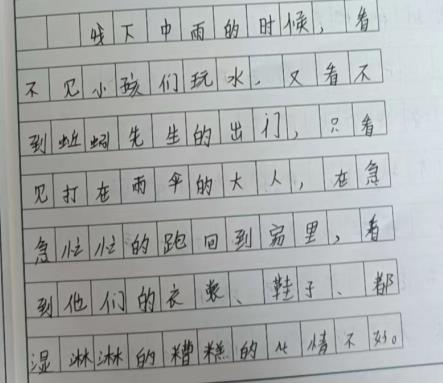 哦下中雨的时候，看
不见小孩们玩水，又看不
到蚯蚓先生的出门，只看
见打在雨伞的大人，在急
急忙忙的跑回到窝里，看
到他们的衣裳、鞋子、都
湿淋淋的糟糕的心情不好。